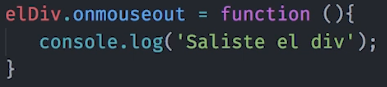 elDiv.onmouseout = function (){
    console.log('Saliste el div');
}